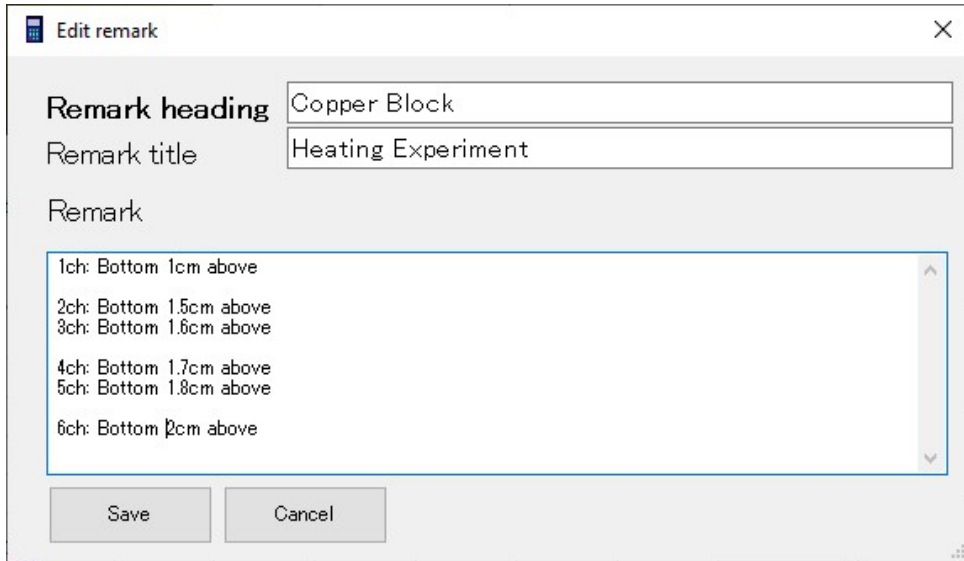 Edit remark
Remark heading
Copper Block
Remark title
Heating Experiment
Remark
1ch: Bottom 1cm above
2ch: Bottom 1.5cm above
3ch: Bottom 1.6cm above
4ch: Bottom 1.7cm above
5ch: Bottom 1.8cm above
6ch: Bottom 2cm above
Save
Cancel